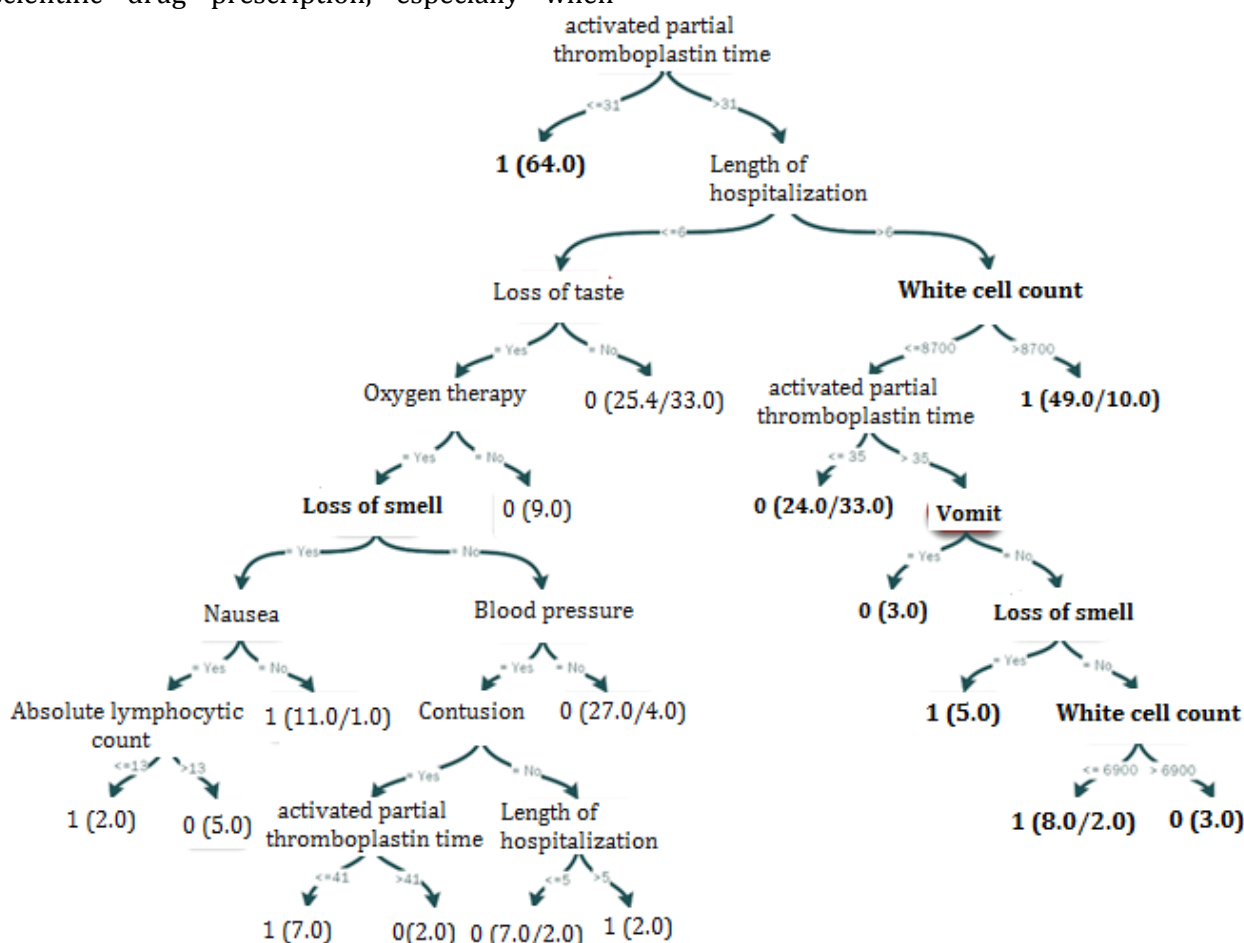 drug prescription, especially when
activated partial
thromboplastin time
<=31
>31
1 (64.0)
Length of
hospitalization
<=6
>6
Loss of taste
White cell count
= Yes
= No
<=8700
>8700
Oxygen therapy
0 (25.4/33.0)
activated partial
thromboplastin time
1 (49.0/10.0)
= Yes
= No
<= 35
> 35
Loss of smell
0 (9.0)
0 (24.0/33.0)
Vomit
= Yes
= No
= Yes
= No
Nausea
Blood pressure
0 (3.0)
Loss of smell
= Yes
= No
= Yes
= No
= Yes
= No
Absolute lymphocytic
count
1 (11.0/1.0)
Contusion
0 (27.0/4.0)
1 (5.0)
White cell count
<=13
>13
= Yes
= No
<= 6900
> 6900
1 (2.0)
0 (5.0)
activated partial
thromboplastin time
Length of
hospitalization
1 (8.0/2.0)
0 (3.0)
<=41
>41
<=5
>5
1 (7.0)
0(2.0)
0 (7.0/2.0)
1 (2.0)